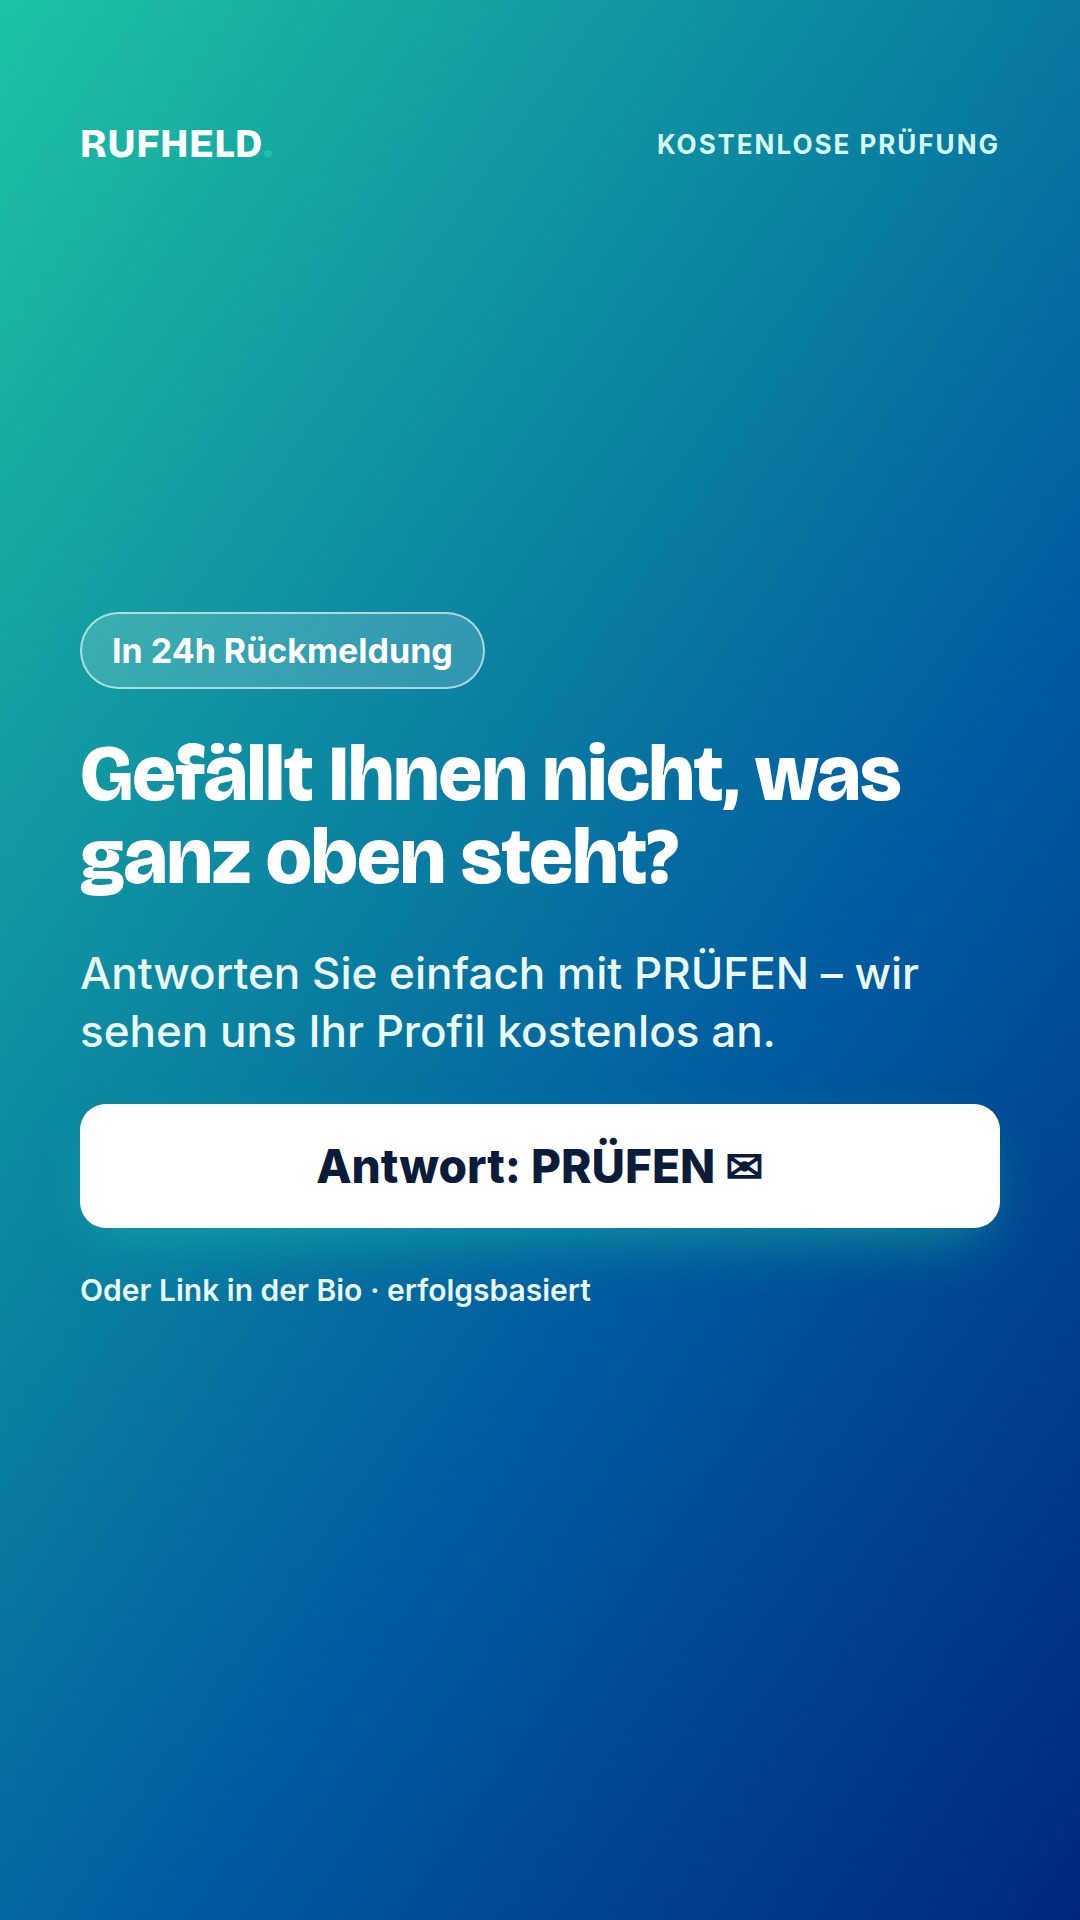 RUFHELD.
KOSTENLOSE PRÜFUNG
In 24h Rückmeldung
Gefällt Ihnen nicht, was
ganz oben steht?
Antworten Sie einfach mit PRÜFEN – wir
sehen uns Ihr Profil kostenlos an.
Antwort: PRÜFEN ✉
Oder Link in der Bio · erfolgsbasiert